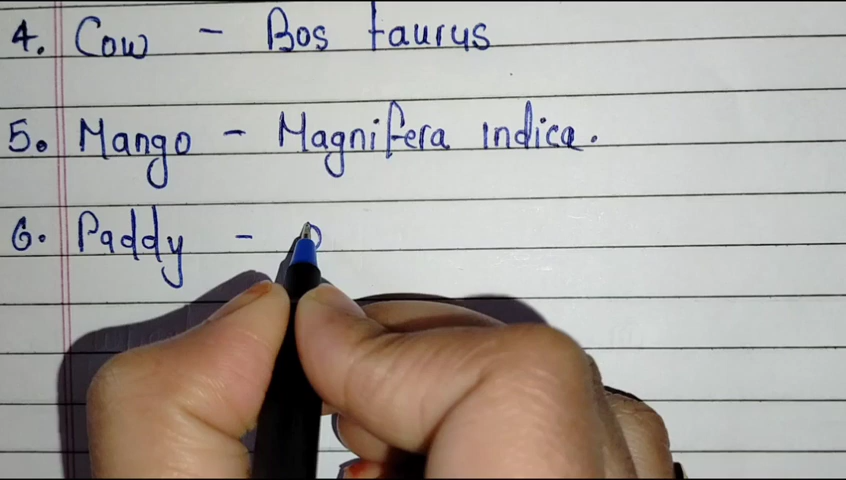 4. Cow - Bos taurus
5. Mango - Magnifera indica.
6. Paddy -